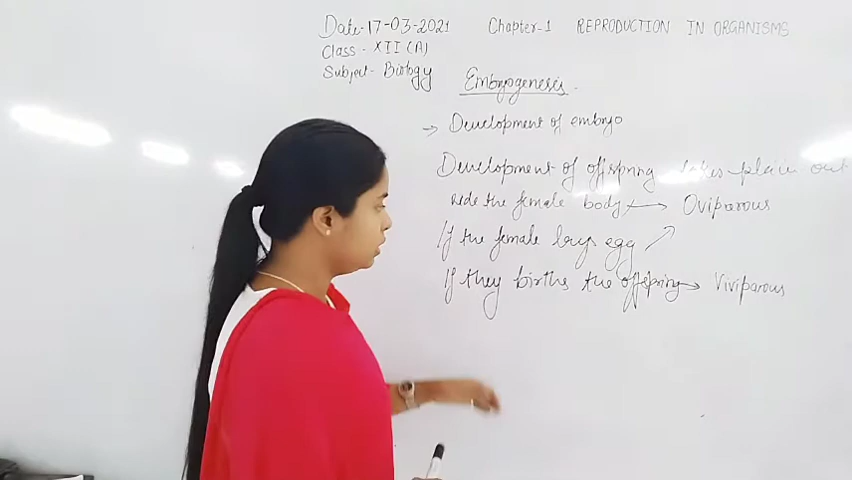 Date-17-03-2021 Chapter-1 REPRODUCTION IN ORGANISMS
Class - XII (A)
Subject- Biology
Embryogenesis.
→ Development of embryo
Development of offspring takes place out
side the female body → Oviparous
If the female lays egg
If they births the offspring → Viviparous